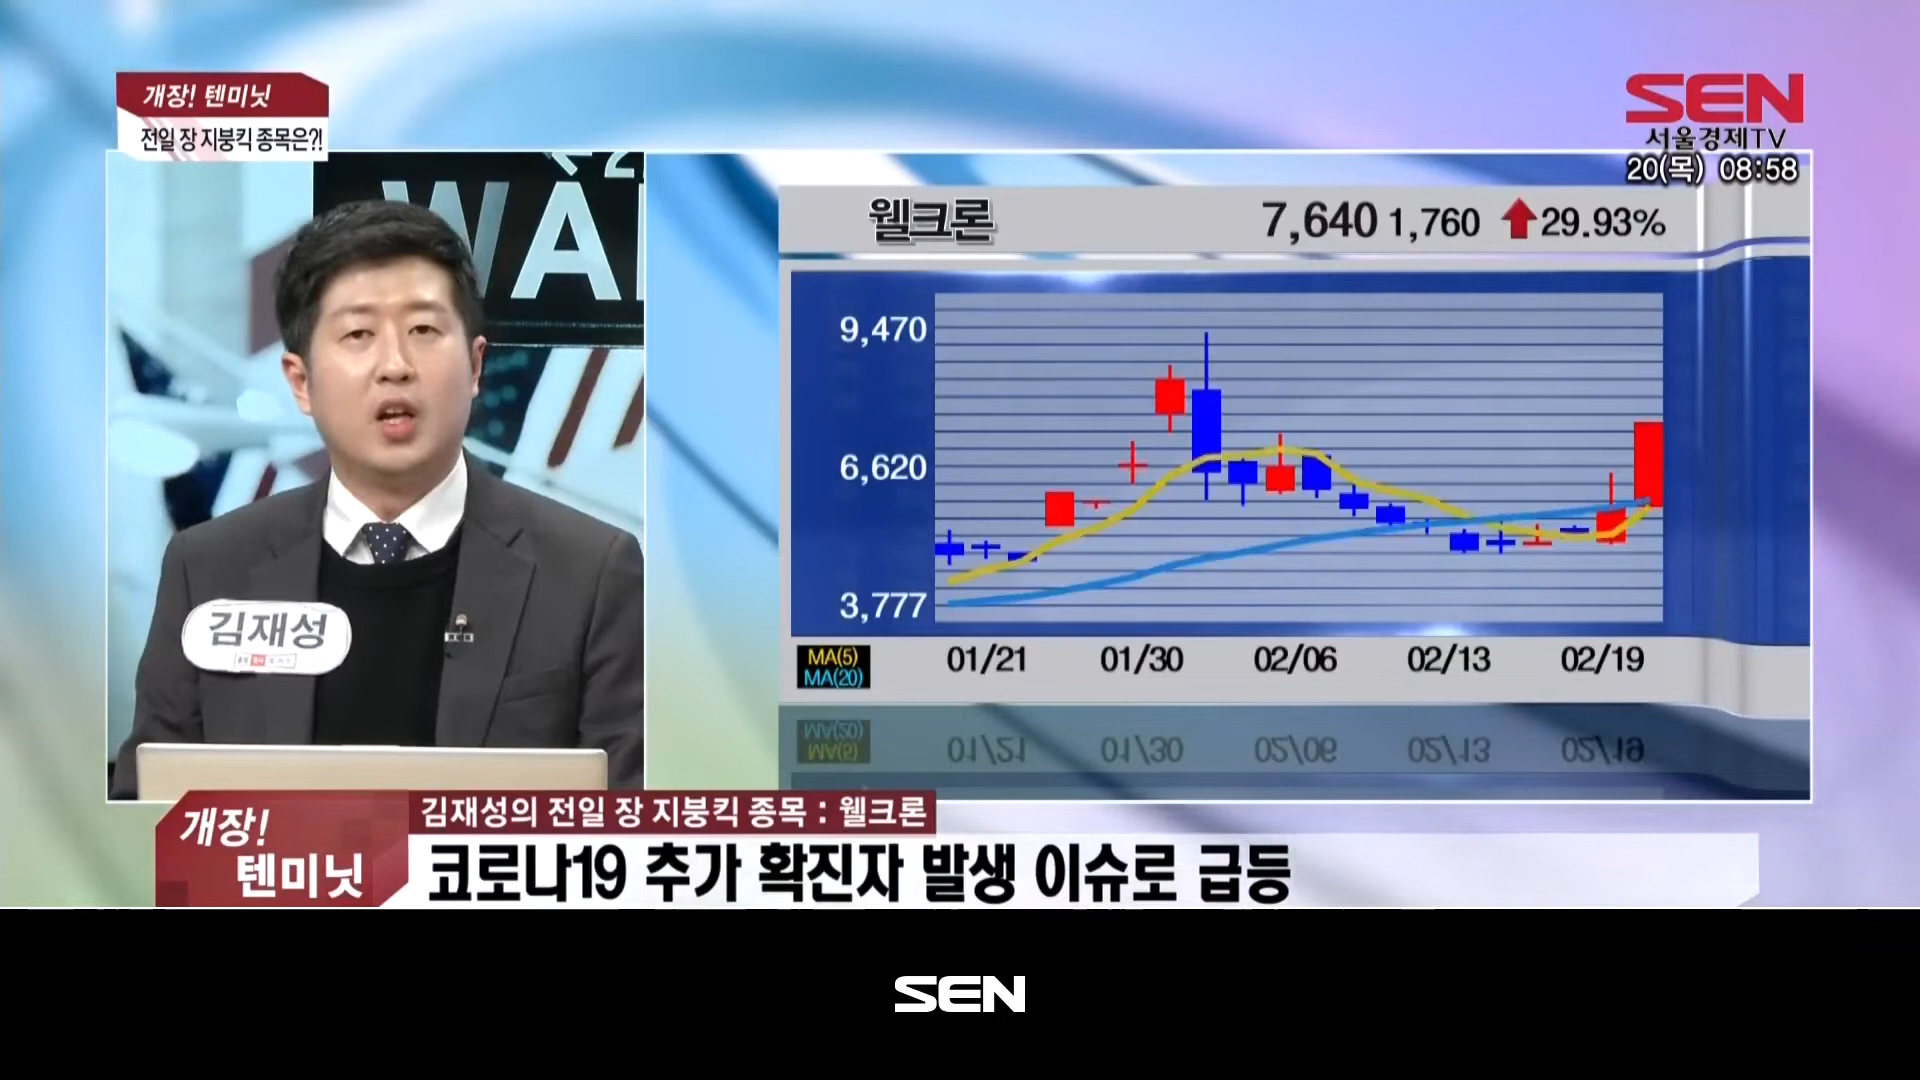 개장! 텐미닛
전일 장 지붕킥 종목은?!
SEN
서울경제TV
20(목) 08:58
WA
김재성
웰크론 7,640 1,760 29.93%
9,470
6,620
3,777
MA(5)
MA(20)
01/21 01/30 02/06 02/13 02/19
개장!
텐미닛
김재성의 전일 장 지붕킥 종목 : 웰크론
코로나19 추가 확진자 발생 이슈로 급등
SEN